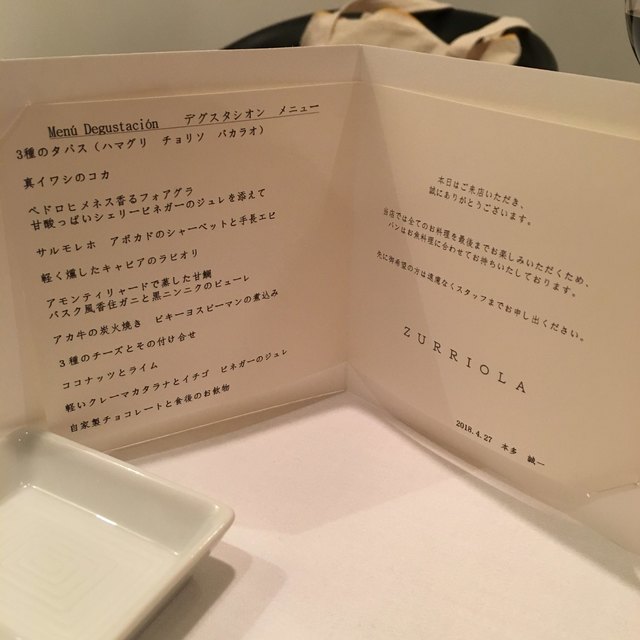 Menú Degustación　デグスタシオン　メニュー
3種のタパス（ハマグリ　チョリソ　バカラオ）
真イワシのコカ
ペドロヒメネス香るフォアグラ
甘酸っぱいシェリービネガーのジュレを添えて
サルモレホ　アボカドのシャーベットと手長エビ
軽く燻したキャビアのラビオリ
アモンティリャードで蒸した甘鯛
バスク風香住ガニと黒ニンニクのピューレ
アカ牛の炭火焼き　ピキーヨスピーマンの煮込み
3種のチーズとその付け合せ
ココナッツとライム
軽いクレーマカタラナとイチゴ　ビネガーのジュレ
自家製チョコレートと食後のお飲物
本日はご来店いただき、
誠にありがとうございます。
当店では全てのお料理を最後までお楽しみいただくため、
パンはお魚料理に合わせてお持ちいたしております。
先に御希望の方は遠慮なくスタッフまでお申し出ください。
ZURRIOLA
2018.4.27　本多　誠一